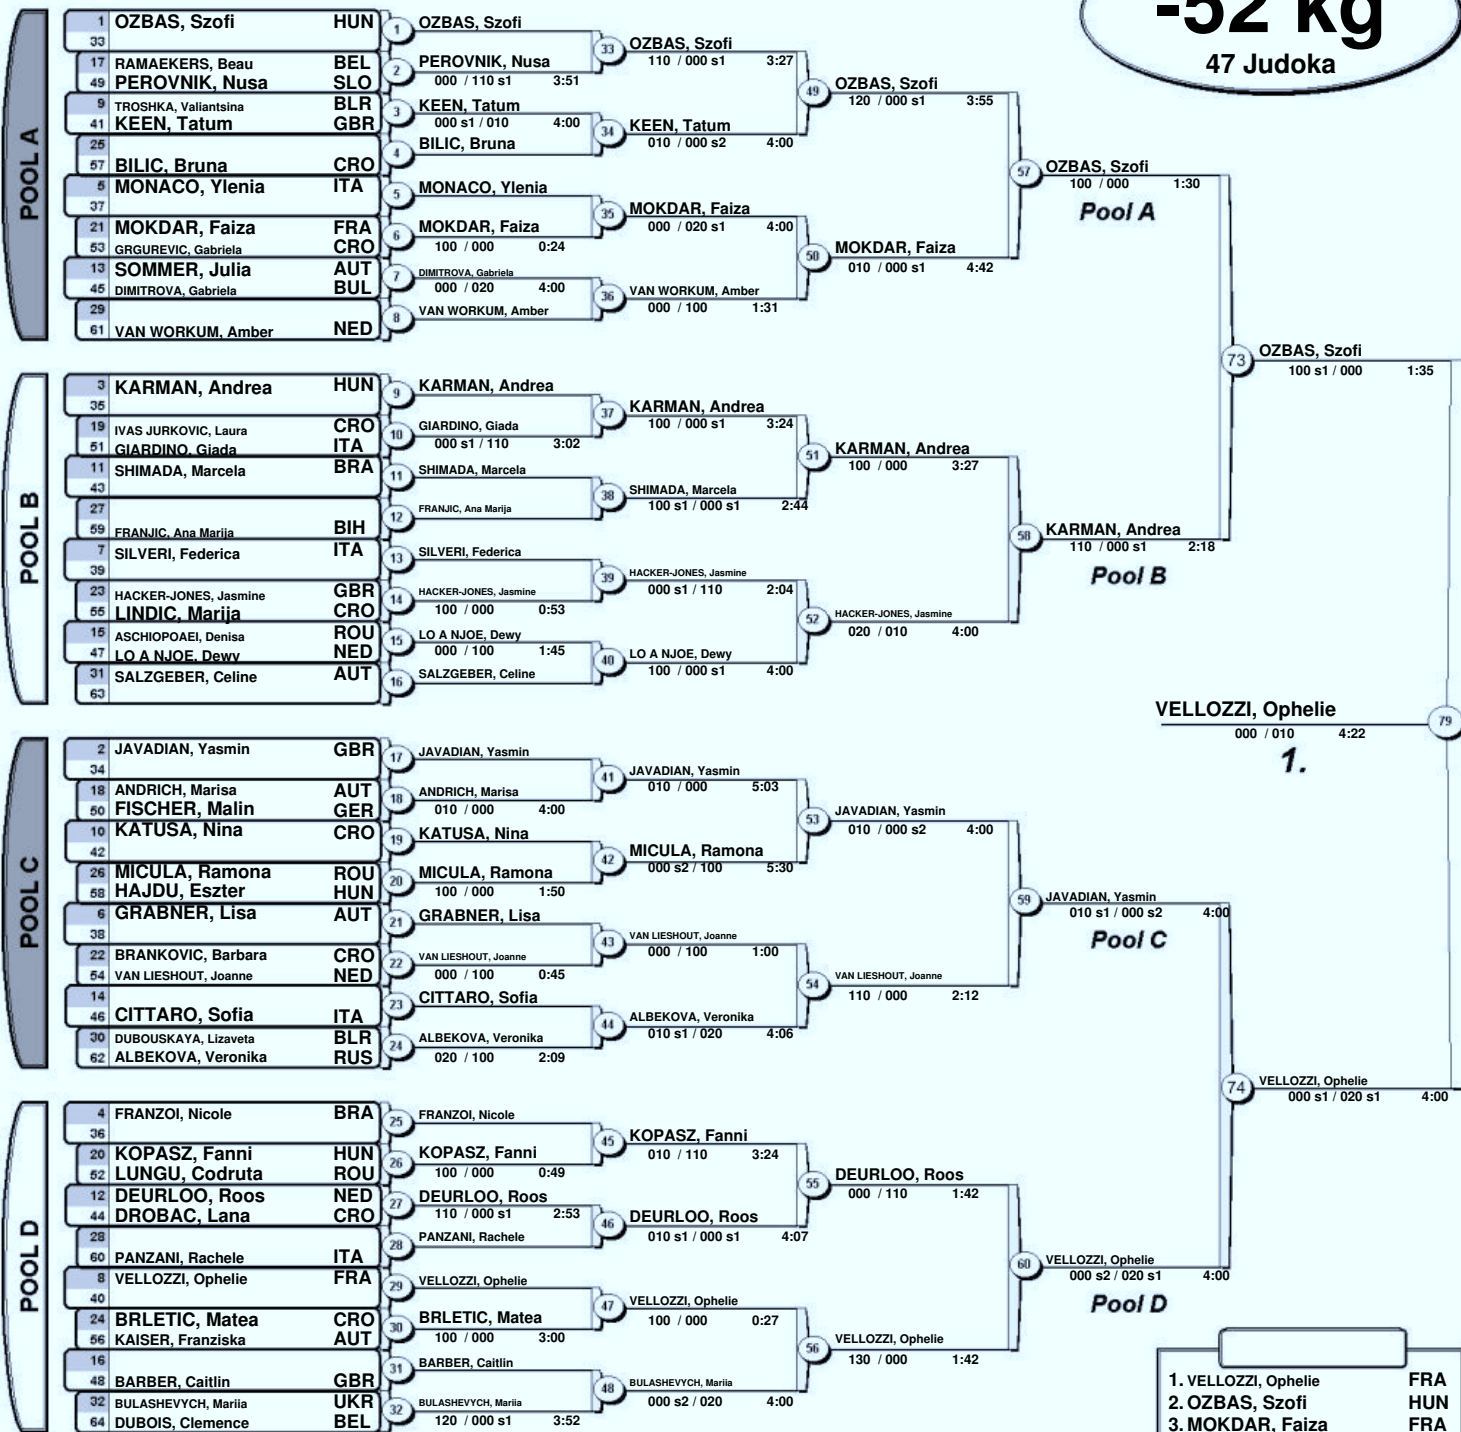 -52 kg
47 Judoka
POOL A
1 OZBAS, Szofi HUN
33
17 RAMAEKERS, Beau BEL
49 PEROVNIK, Nusa SLO
9 TROSHKA, Valiantsina BLR
41 KEEN, Tatum GBR
25
57 BILIC, Bruna CRO
5 MONACO, Ylenia ITA
37
21 MOKDAR, Faiza FRA
53 GRGUREVIC, Gabriela CRO
13 SOMMER, Julia AUT
45 DIMITROVA, Gabriela BUL
29
61 VAN WORKUM, Amber NED
1 OZBAS, Szofi
2 PEROVNIK, Nusa
000 / 110 s1 3:51
3 KEEN, Tatum
000 s1 / 010 4:00
4 BILIC, Bruna
5 MONACO, Ylenia
6 MOKDAR, Faiza
100 / 000 0:24
7 DIMITROVA, Gabriela
000 / 020 4:00
8 VAN WORKUM, Amber
33 OZBAS, Szofi
110 / 000 s1 3:27
34 KEEN, Tatum
010 / 000 s2 4:00
35 MOKDAR, Faiza
000 / 020 s1 4:00
36 VAN WORKUM, Amber
000 / 100 1:31
49 OZBAS, Szofi
120 / 000 s1 3:55
50 MOKDAR, Faiza
010 / 000 s1 4:42
57 OZBAS, Szofi
100 / 000 1:30
Pool A
POOL B
3 KARMAN, Andrea HUN
35
19 IVAS JURKOVIC, Laura CRO
51 GIARDINO, Giada ITA
11 SHIMADA, Marcela BRA
43
27
59 FRANJIC, Ana Marija BIH
7 SILVERI, Federica ITA
39
23 HACKER-JONES, Jasmine GBR
55 LINDIC, Marija CRO
15 ASCHIOPOAEI, Denisa ROU
47 LO A NJOE, Dewy NED
31 SALZGEBER, Celine AUT
63
9 KARMAN, Andrea
10 GIARDINO, Giada
000 s1 / 110 3:02
11 SHIMADA, Marcela
12 FRANJIC, Ana Marija
13 SILVERI, Federica
14 HACKER-JONES, Jasmine
100 / 000 0:53
15 LO A NJOE, Dewy
000 / 100 1:45
16 SALZGEBER, Celine
37 KARMAN, Andrea
100 / 000 s1 3:24
38 SHIMADA, Marcela
100 s1 / 000 s1 2:44
39 HACKER-JONES, Jasmine
000 s1 / 110 2:04
40 LO A NJOE, Dewy
100 / 000 s1 4:00
51 KARMAN, Andrea
100 / 000 3:27
52 HACKER-JONES, Jasmine
020 / 010 4:00
58 KARMAN, Andrea
110 / 000 s1 2:18
Pool B
73 OZBAS, Szofi
100 s1 / 000 1:35
VELLOZZI, Ophelie 79
000 / 010 4:22
1.
POOL C
2 JAVADIAN, Yasmin GBR
34
18 ANDRICH, Marisa AUT
50 FISCHER, Malin GER
10 KATUSA, Nina CRO
42
26 MICULA, Ramona ROU
58 HAJDU, Eszter HUN
6 GRABNER, Lisa AUT
38
22 BRANKOVIC, Barbara CRO
54 VAN LIESHOUT, Joanne NED
14
46 CITTARO, Sofia ITA
30 DUBOUSKAYA, Lizaveta BLR
62 ALBEKOVA, Veronika RUS
17 JAVADIAN, Yasmin
18 ANDRICH, Marisa
010 / 000 4:00
19 KATUSA, Nina
20 MICULA, Ramona
100 / 000 1:50
21 GRABNER, Lisa
22 VAN LIESHOUT, Joanne
000 / 100 0:45
23 CITTARO, Sofia
24 ALBEKOVA, Veronika
020 / 100 2:09
41 JAVADIAN, Yasmin
010 / 000 5:03
42 MICULA, Ramona
000 s2 / 100 5:30
43 VAN LIESHOUT, Joanne
000 / 100 1:00
44 ALBEKOVA, Veronika
010 s1 / 020 4:06
53 JAVADIAN, Yasmin
010 / 000 s2 4:00
54 VAN LIESHOUT, Joanne
110 / 000 2:12
59 JAVADIAN, Yasmin
010 s1 / 000 s2 4:00
Pool C
POOL D
4 FRANZOI, Nicole BRA
36
20 KOPASZ, Fanni HUN
52 LUNGU, Codruta ROU
12 DEURLOO, Roos NED
44 DROBAC, Lana CRO
28
60 PANZANI, Rachele ITA
8 VELLOZZI, Ophelie FRA
40
24 BRLETIC, Matea CRO
56 KAISER, Franziska AUT
16
48 BARBER, Caitlin GBR
32 BULASHEVYCH, Mariia UKR
64 DUBOIS, Clemence BEL
25 FRANZOI, Nicole
26 KOPASZ, Fanni
100 / 000 0:49
27 DEURLOO, Roos
110 / 000 s1 2:53
28 PANZANI, Rachele
29 VELLOZZI, Ophelie
30 BRLETIC, Matea
100 / 000 3:00
31 BARBER, Caitlin
32 BULASHEVYCH, Mariia
120 / 000 s1 3:52
45 KOPASZ, Fanni
010 / 110 3:24
46 DEURLOO, Roos
010 s1 / 000 s1 4:07
47 VELLOZZI, Ophelie
100 / 000 0:27
48 BULASHEVYCH, Mariia
000 s2 / 020 4:00
55 DEURLOO, Roos
000 / 110 1:42
56 VELLOZZI, Ophelie
130 / 000 1:42
60 VELLOZZI, Ophelie
000 s2 / 020 s1 4:00
Pool D
74 VELLOZZI, Ophelie
000 s1 / 020 s1 4:00
1. VELLOZZI, Ophelie FRA
2. OZBAS, Szofi HUN
3. MOKDAR, Faiza FRA